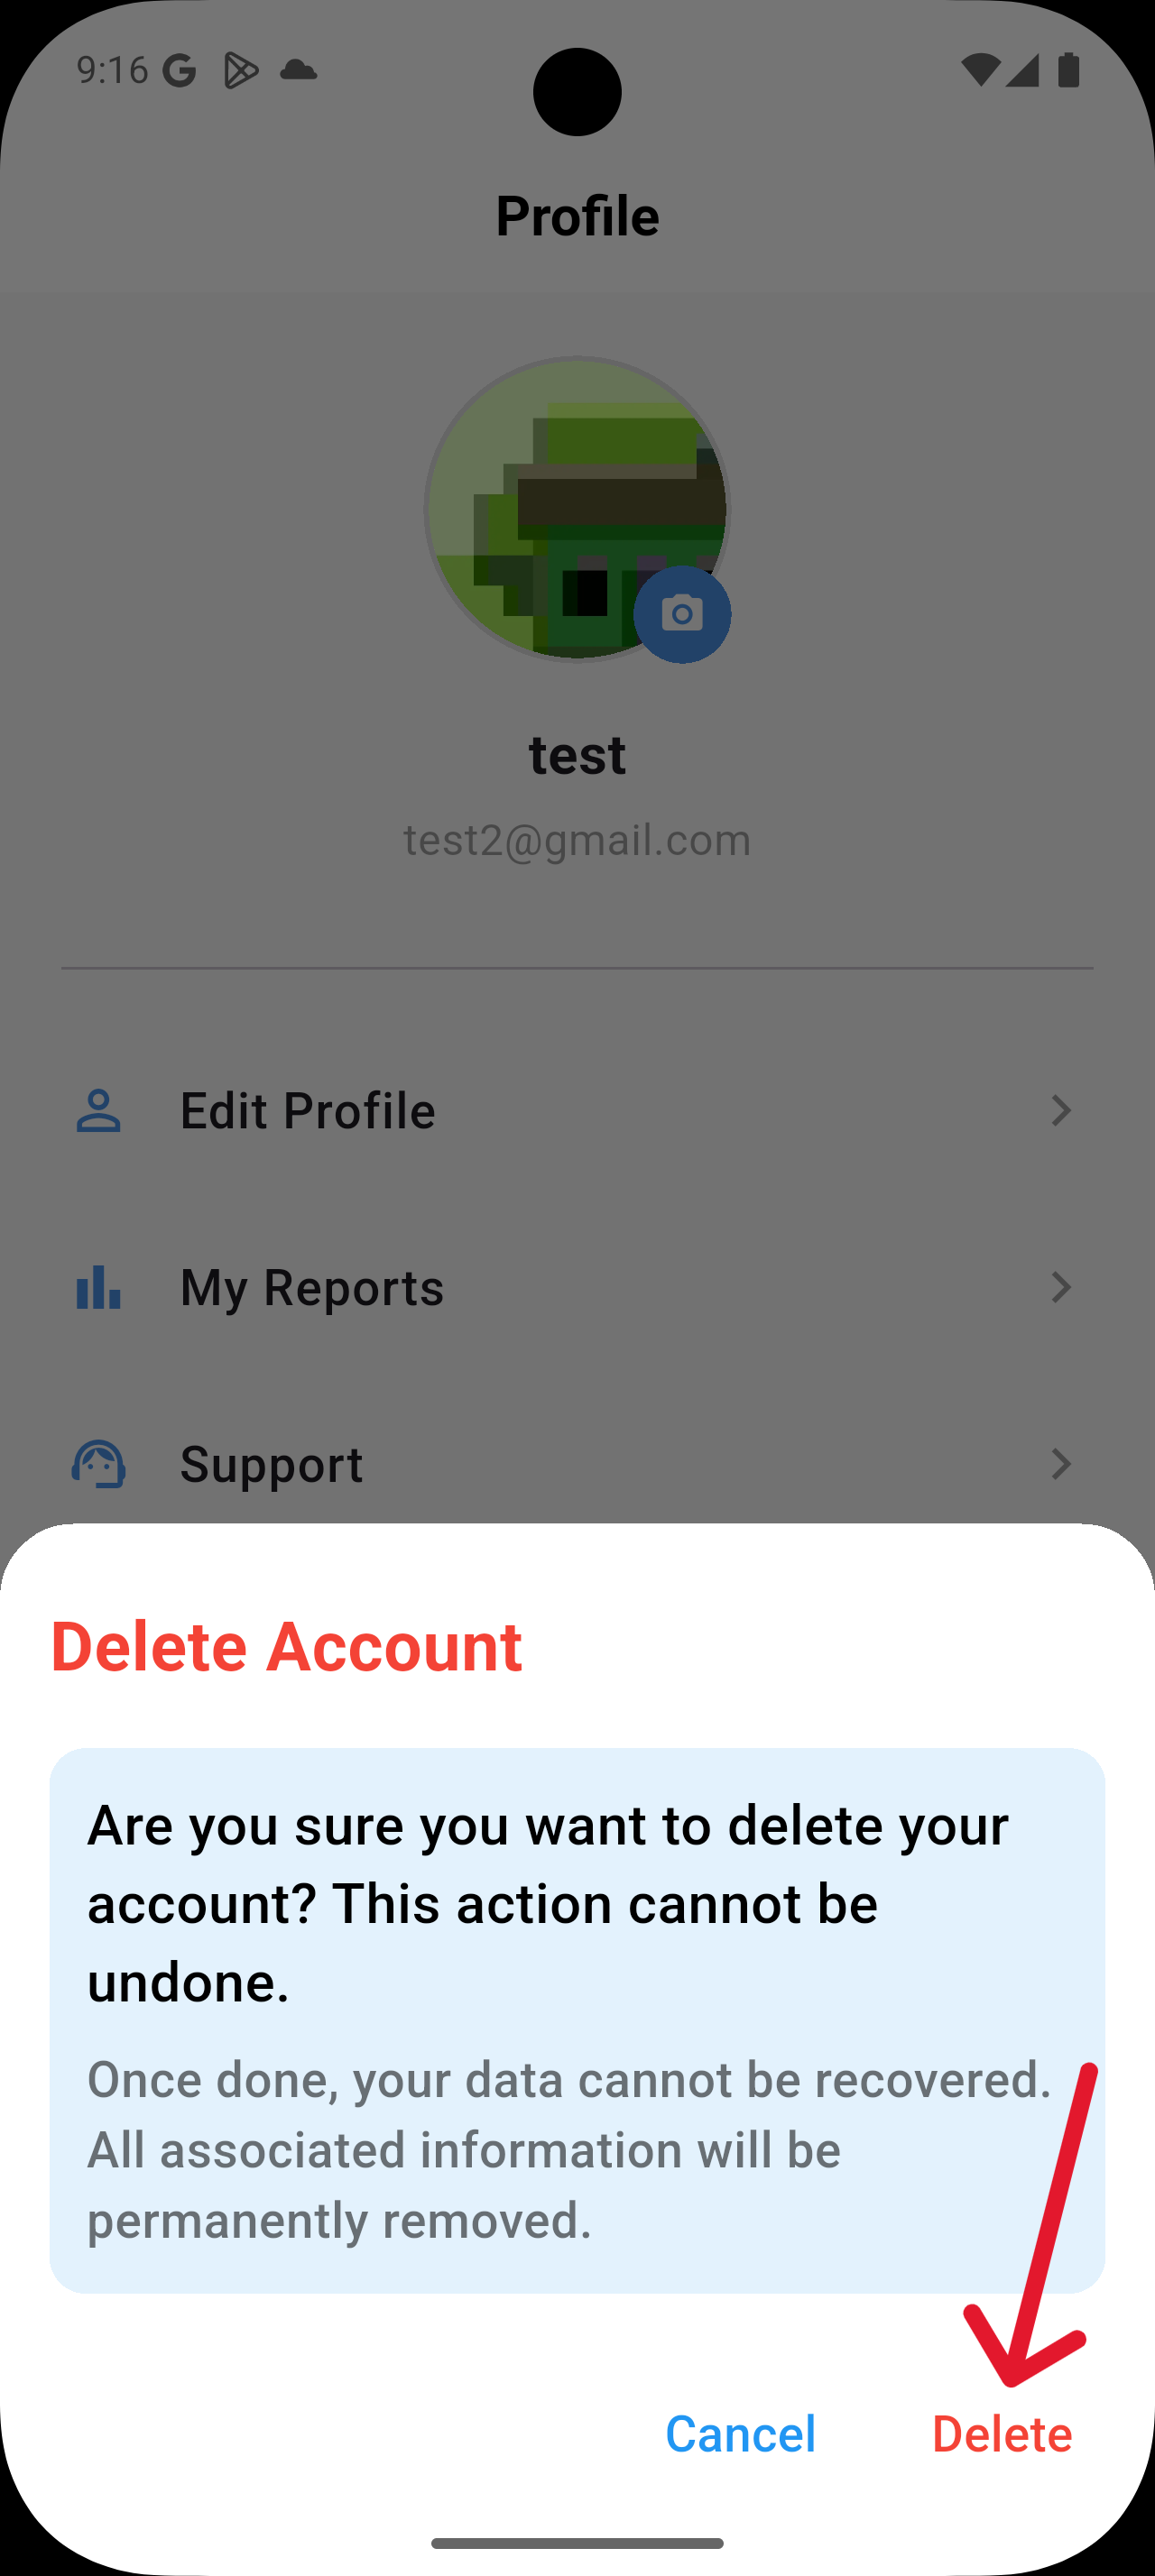 9:16
Profile
test
test2@gmail.com
Edit Profile
My Reports
Support
Delete Account
Are you sure you want to delete your
account? This action cannot be
undone.
Once done, your data cannot be recovered.
All associated information will be
permanently removed.
Cancel Delete